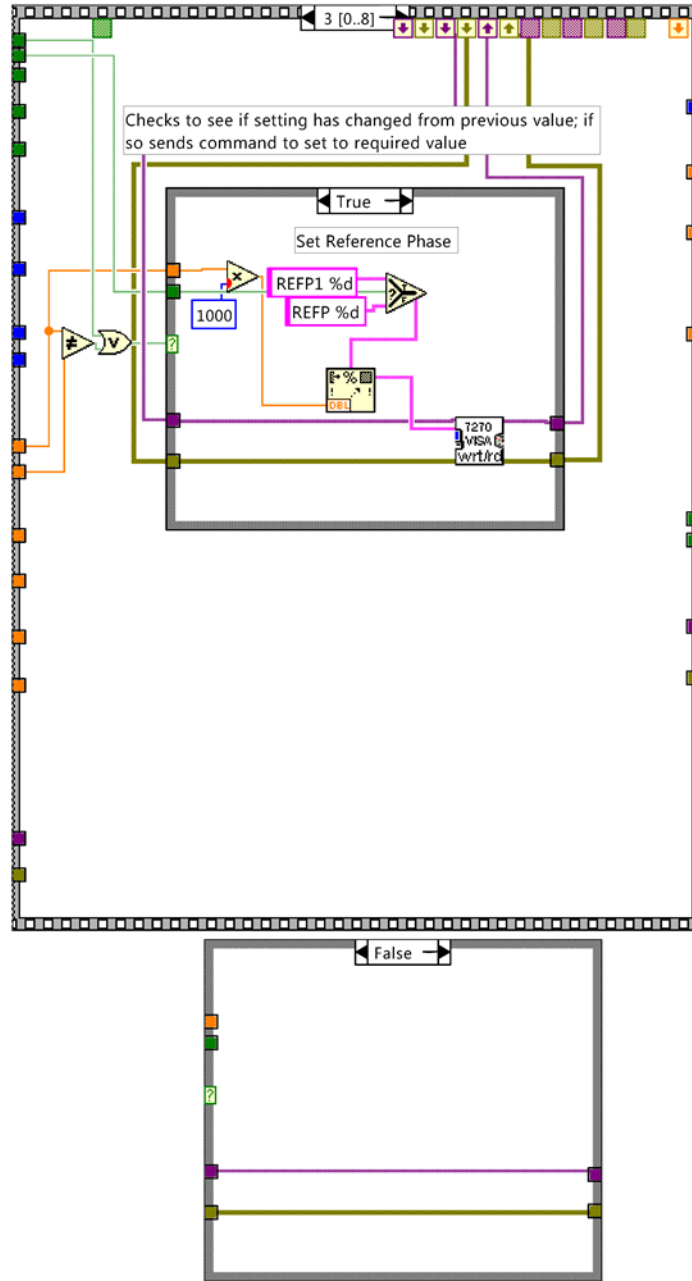 3 [0..8]
Checks to see if setting has changed from previous value; if
so sends command to set to required value
True
Set Reference Phase
x
REFP1 %d
T
?
F
1000
REFP %d
≠
V
?
%
DBL
7270
VISA
wrt/rd
False
?